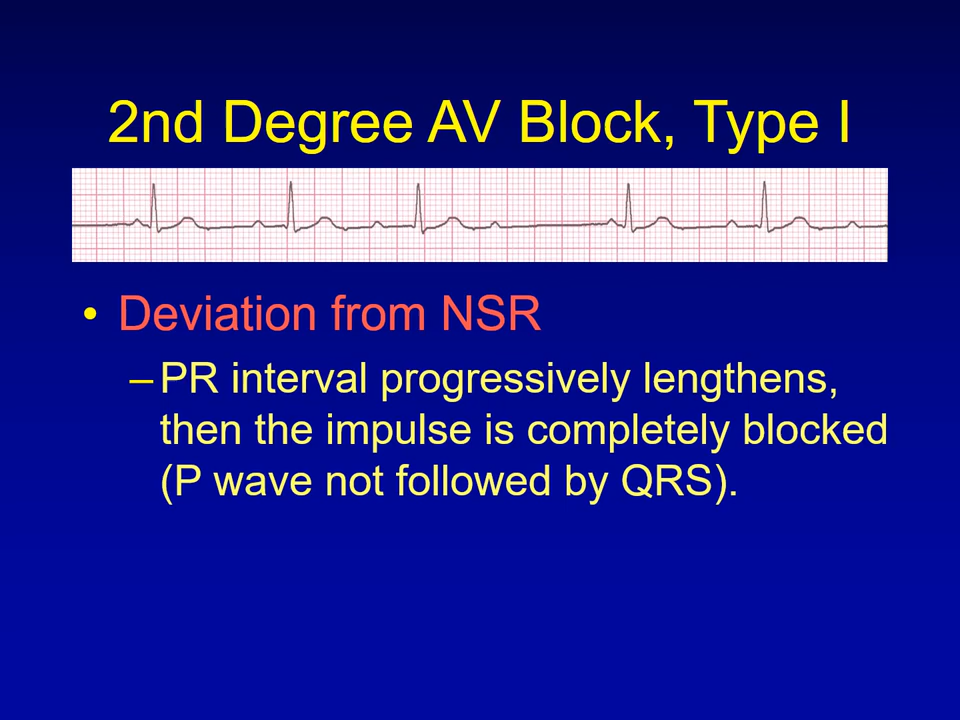 2nd Degree AV Block, Type I
• Deviation from NSR
– PR interval progressively lengthens,
then the impulse is completely blocked
(P wave not followed by QRS).